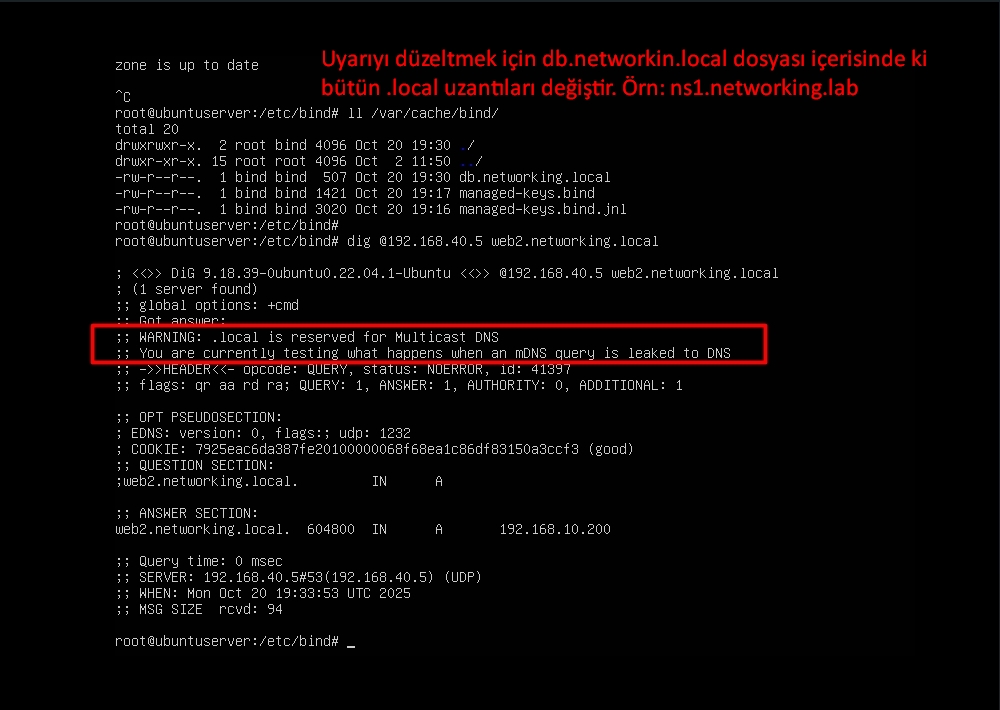 Uyarıyı düzeltmek için db.networkin.local dosyası içerisinde ki
bütün .local uzantıları değiştir. Örn: ns1.networking.lab
zone is up to date
^C
root@ubuntuserver:/etc/bind# ll /var/cache/bind/
total 20
drwxrwxr-x.  2 root bind 4096 Oct 20 19:30 ./
drwxr-xr-x. 15 root root 4096 Oct  2 11:50 ../
-rw-r--r--.  1 bind bind  507 Oct 20 19:30 db.networking.local
-rw-r--r--.  1 bind bind 1421 Oct 20 19:17 managed-keys.bind
-rw-r--r--.  1 bind bind 3020 Oct 20 19:16 managed-keys.bind.jnl
root@ubuntuserver:/etc/bind#
root@ubuntuserver:/etc/bind# dig @192.168.40.5 web2.networking.local
; <<>> DiG 9.18.39-0ubuntu0.22.04.1-Ubuntu <<>> @192.168.40.5 web2.networking.local
; (1 server found)
;; global options: +cmd
;; Got answer:
;; WARNING: .local is reserved for Multicast DNS
;; You are currently testing what happens when an mDNS query is leaked to DNS
;; ->>HEADER<<- opcode: QUERY, status: NOERROR, id: 41397
;; flags: qr aa rd ra; QUERY: 1, ANSWER: 1, AUTHORITY: 0, ADDITIONAL: 1
;; OPT PSEUDOSECTION:
; EDNS: version: 0, flags:; udp: 1232
; COOKIE: 7925eac6da387fe20100000068f68ea1c86df83150a3ccf3 (good)
;; QUESTION SECTION:
;web2.networking.local.         IN      A
;; ANSWER SECTION:
web2.networking.local.  604800  IN      A       192.168.10.200
;; Query time: 0 msec
;; SERVER: 192.168.40.5#53(192.168.40.5) (UDP)
;; WHEN: Mon Oct 20 19:33:53 UTC 2025
;; MSG SIZE  rcvd: 94
root@ubuntuserver:/etc/bind# _